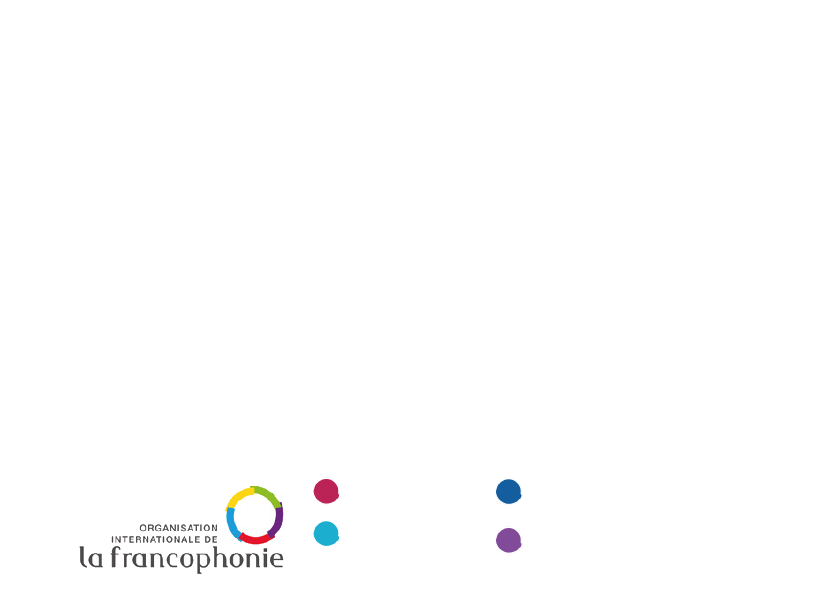 ORGANISATION
INTERNATIONALE DE
la francophonie